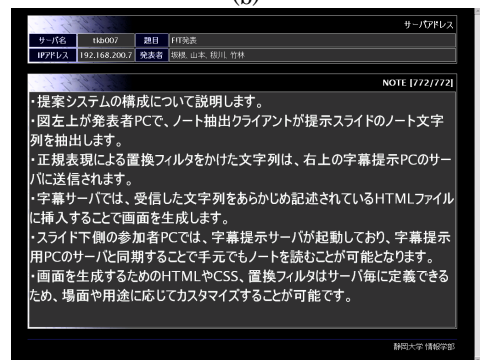 (b)
サーバアドレス
サーバ名 tkb007 題目 FIT発表
IPアドレス 192.168.200.7 発表者 坂根, 山本, 秡川, 竹林
NOTE [772/772]
・提案システムの構成について説明します。
・図左上が発表者PCで、ノート抽出クライアントが提示スライドのノート文字
列を抽出します。
・正規表現による置換フィルタをかけた文字列は、右上の字幕提示PCのサー
バに送信されます。
・字幕サーバでは、受信した文字列をあらかじめ記述されているHTMLファイル
に挿入することで画面を生成します。
・スライド下側の参加者PCでは、字幕提示サーバが起動しており、字幕提示
用PCのサーバと同期することで手元でもノートを読むことが可能となります。
・画面を生成するためのHTMLやCSS、置換フィルタはサーバ毎に定義できる
ため、場面や用途に応じてカスタマイズすることが可能です。
静岡大学 情報学部